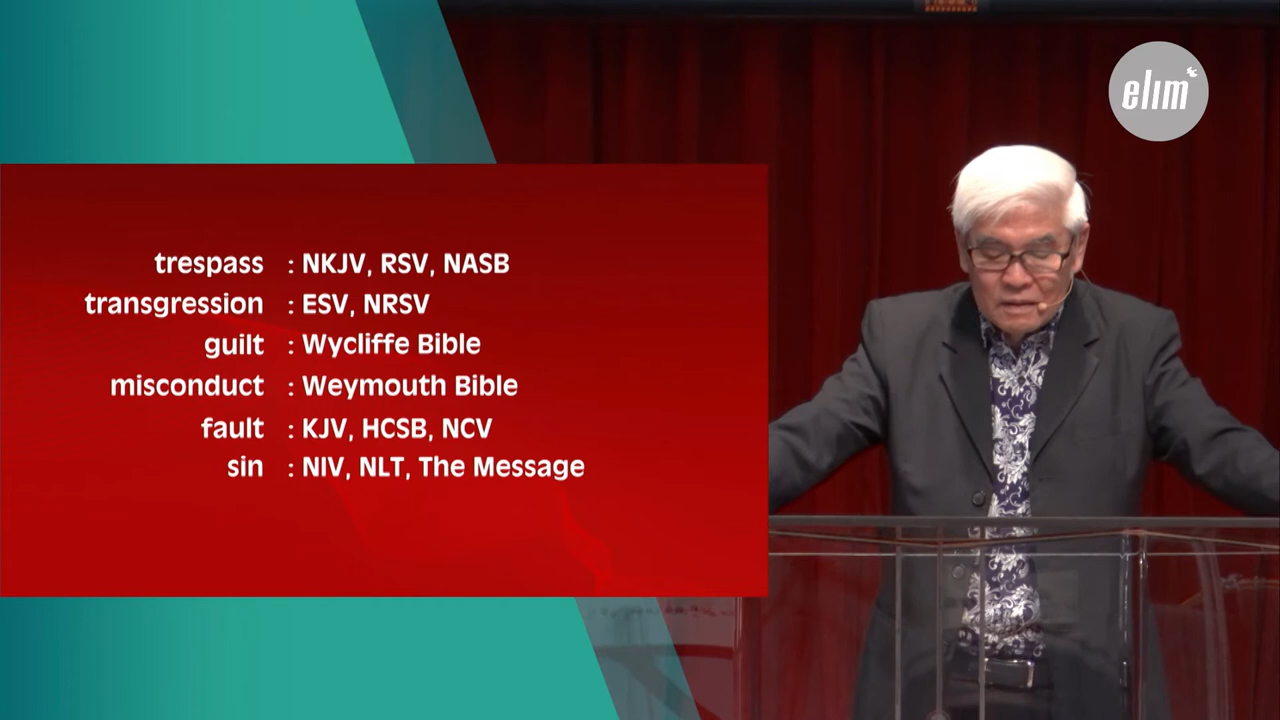 trespass : NKJV, RSV, NASB
transgression : ESV, NRSV
guilt : Wycliffe Bible
misconduct : Weymouth Bible
fault : KJV, HCSB, NCV
sin : NIV, NLT, The Message
elim